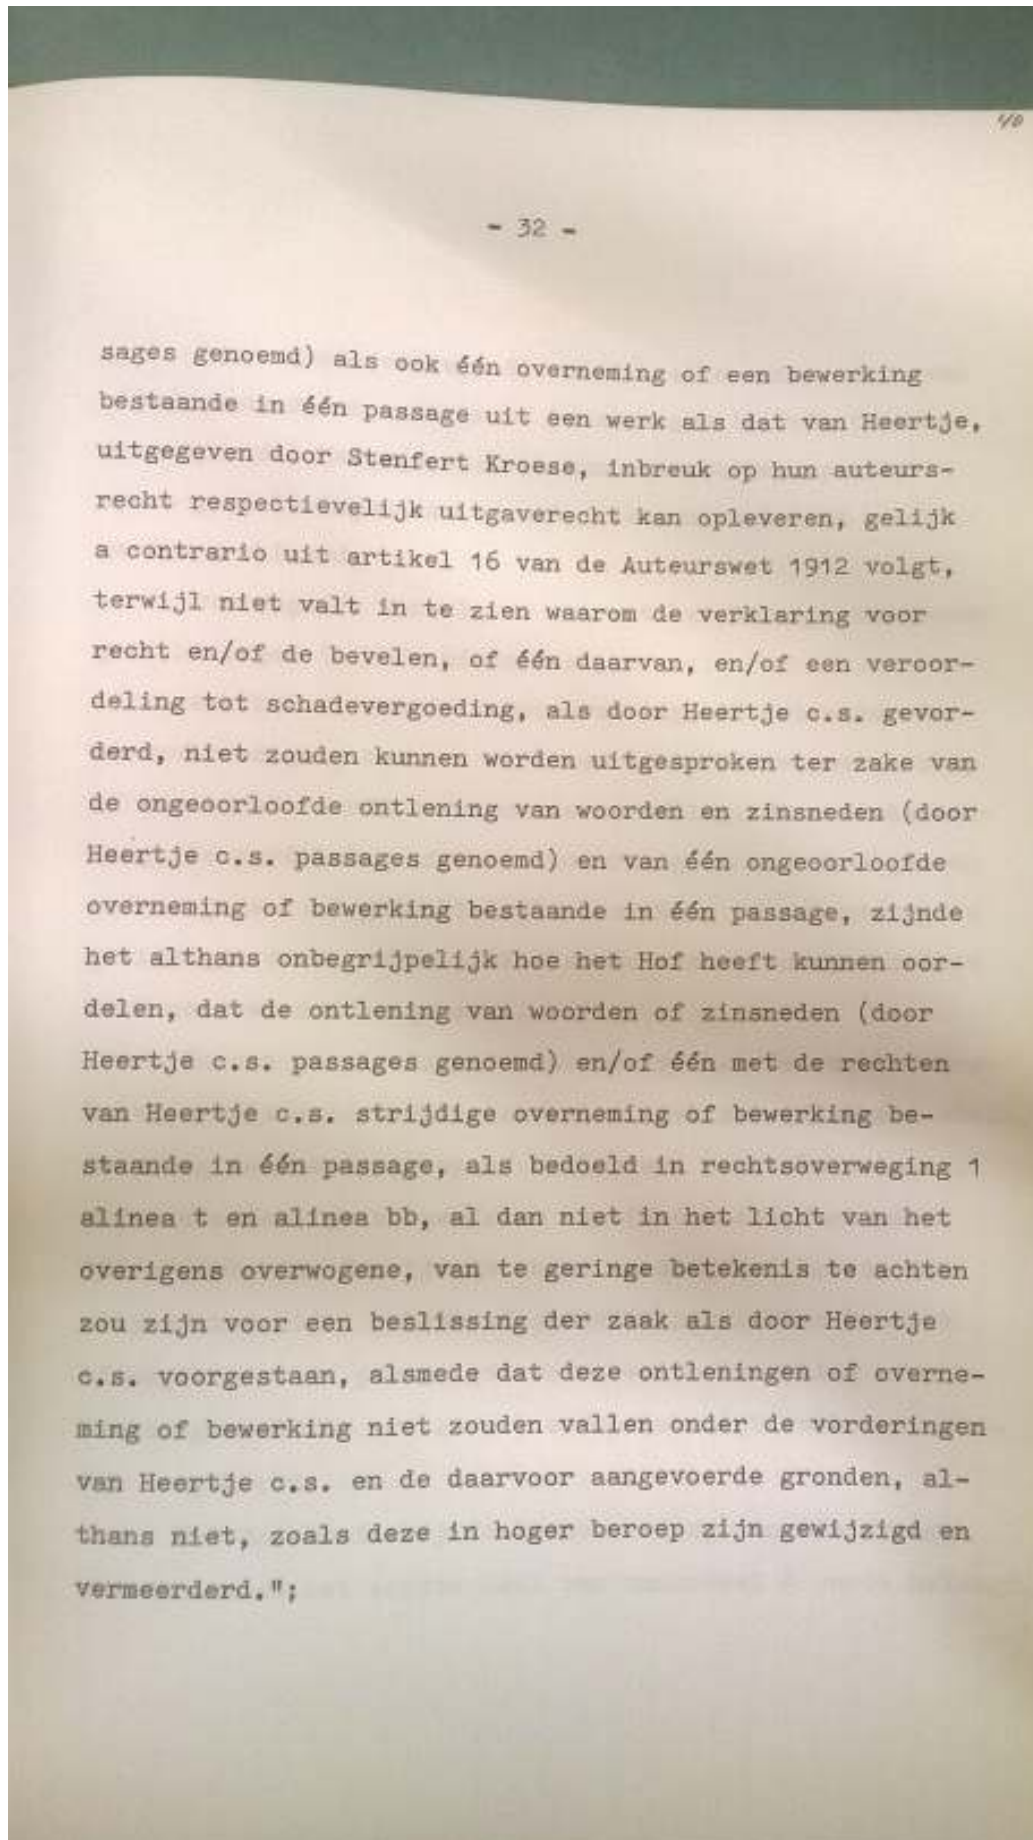 40
- 32 -
sages genoemd) als ook één overneming of een bewerking
bestaande in één passage uit een werk als dat van Heertje,
uitgegeven door Stenfert Kroese, inbreuk op hun auteurs-
recht respectievelijk uitgaverecht kan opleveren, gelijk
a contrario uit artikel 16 van de Auteurswet 1912 volgt,
terwijl niet valt in te zien waarom de verklaring voor
recht en/of de bevelen, of één daarvan, en/of een veroor-
deling tot schadevergoeding, als door Heertje c.s. gevor-
derd, niet zouden kunnen worden uitgesproken ter zake van
de ongeoorloofde ontlening van woorden en zinsneden (door
Heertje c.s. passages genoemd) en van één ongeoorloofde
overneming of bewerking bestaande in één passage, zijnde
het althans onbegrijpelijk hoe het Hof heeft kunnen oor-
delen, dat de ontlening van woorden of zinsneden (door
Heertje c.s. passages genoemd) en/of één met de rechten
van Heertje c.s. strijdige overneming of bewerking be-
staande in één passage, als bedoeld in rechtsoverweging 1
alinea t en alinea bb, al dan niet in het licht van het
overigens overwogene, van te geringe betekenis te achten
zou zijn voor een beslissing der zaak als door Heertje
c.s. voorgestaan, alsmede dat deze ontleningen of overne-
ming of bewerking niet zouden vallen onder de vorderingen
van Heertje c.s. en de daarvoor aangevoerde gronden, al-
thans niet, zoals deze in hoger beroep zijn gewijzigd en
vermeerderd.";